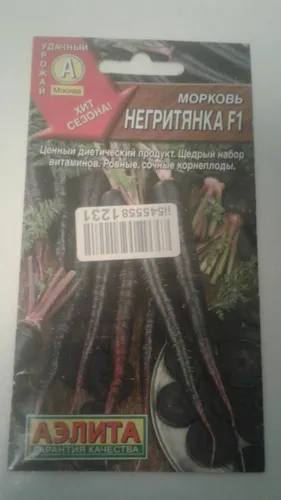 УДАЧНЫЙ
УРОЖАЙ
А
Москва
ХИТ
СЕЗОНА!
МОРКОВЬ
НЕГРИТЯНКА F1
Ценный диетический продукт. Щедрый набор
витаминов. Ровные, сочные корнеплоды.
1231
АЭЛИТА
ГАРАНТИЯ КАЧЕСТВА